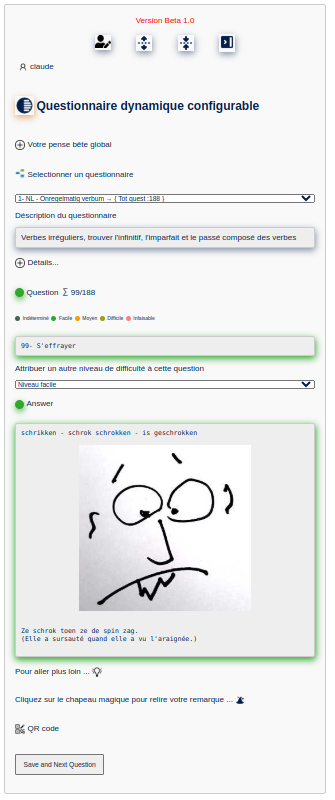 Version Beta 1.0
claude
Questionnaire dynamique configurable
Votre pense bête global
Selectionner un questionnaire
1- NL - Onregelmatig verbum → ( Tot quest :188 )
Déscription du questionnaire
Verbes irréguliers, trouver l'infinitif, l'imparfait et le passé composé des verbes
Détails...
Question ∑ 99/188
Indéterminé Facile Moyen Difficile Infaisable
99- S'effrayer
Attribuer un autre niveau de difficulté à cette question
Niveau facile
Answer
schrikken - schrok schrokken - is geschrokken
Ze schrok toen ze de spin zag.
(Elle a sursauté quand elle a vu l'araignée.)
Pour aller plus loin ...
Cliquez sur le chapeau magique pour relire votre remarque ...
QR code
Save and Next Question